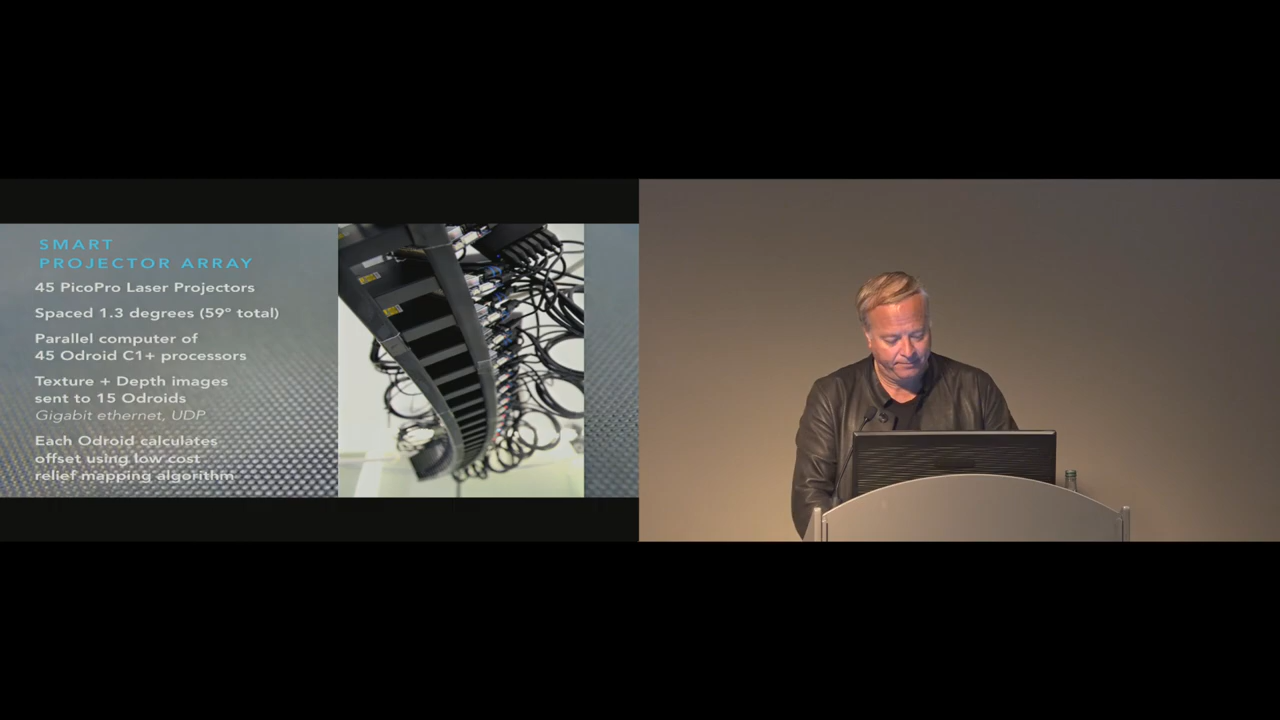 SMART
PROJECTOR ARRAY
45 PicoPro Laser Projectors
Spaced 1.3 degrees (59º total)
Parallel computer of
45 Odroid C1+ processors
Texture + Depth images
sent to 15 Odroids
Gigabit ethernet, UDP
Each Odroid calculates
offset using low cost
relief mapping algorithm